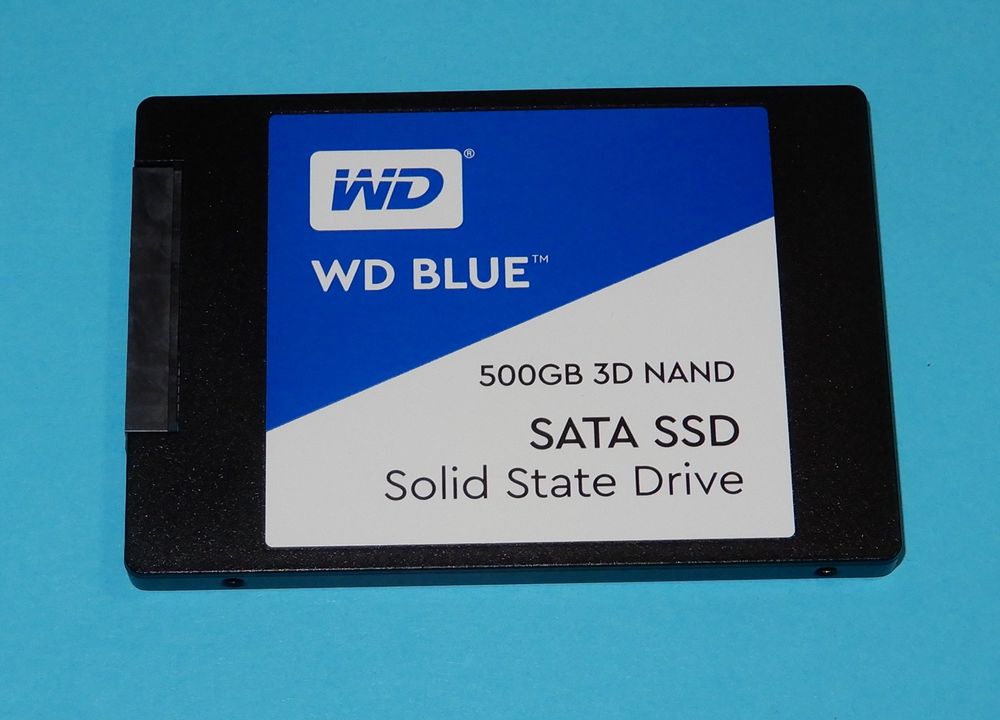 WD®
WD BLUE™
500GB 3D NAND
SATA SSD
Solid State Drive